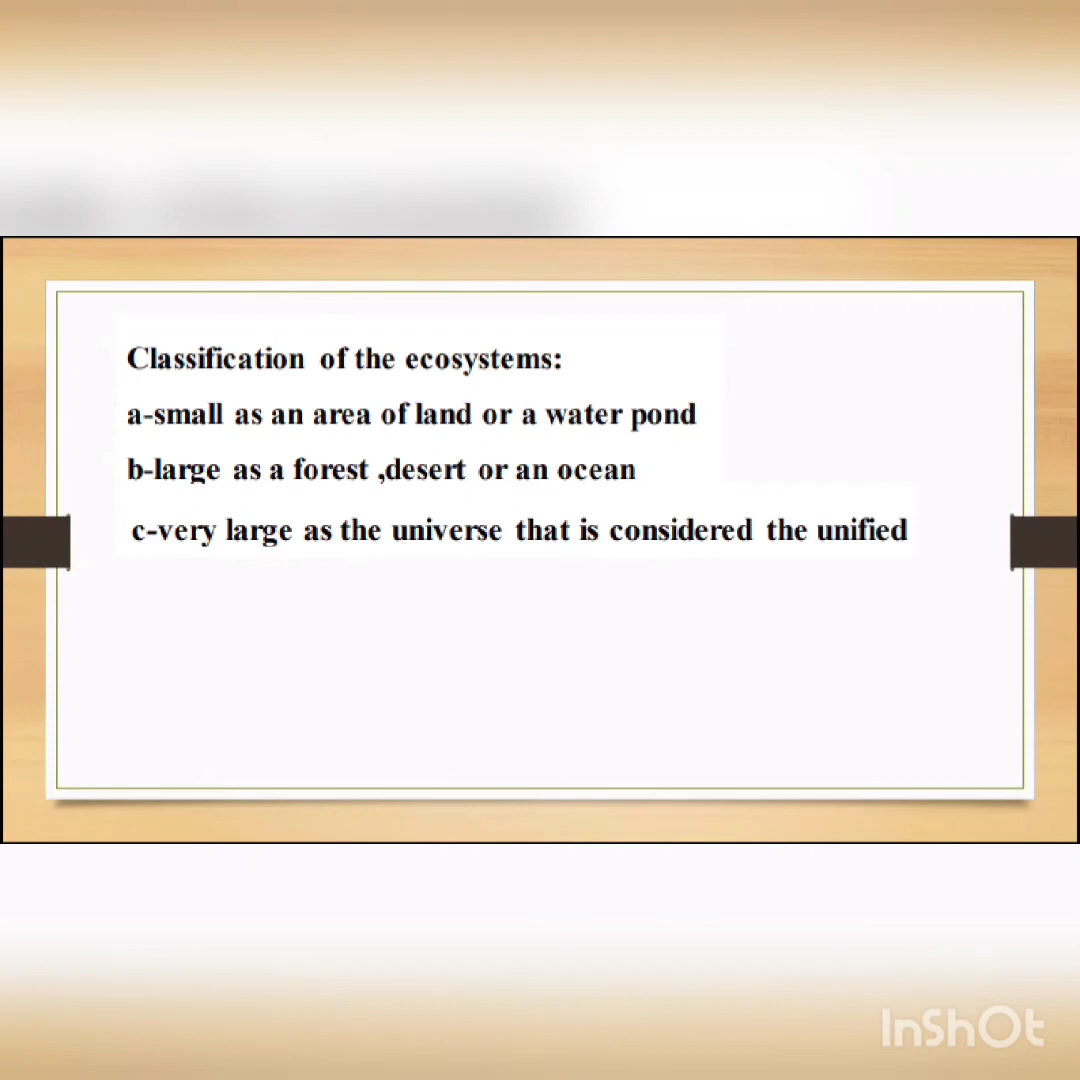 Classification of the ecosystems:
a-small as an area of land or a water pond
b-large as a forest ,desert or an ocean
c-very large as the universe that is considered the unified
InShOt